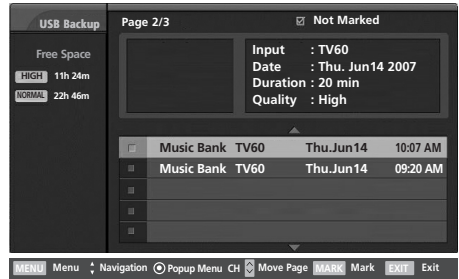 USB Backup
Page 2/3
Not Marked
Free Space
HIGH 11h 24m
NORMAL 22h 46m
Input : TV60
Date : Thu. Jun14 2007
Duration : 20 min
Quality : High
Music Bank TV60 Thu.Jun14 10:07 AM
Music Bank TV60 Thu.Jun14 09:20 AM
MENU Menu Navigation Popup Menu CH Move Page MARK Mark EXIT Exit